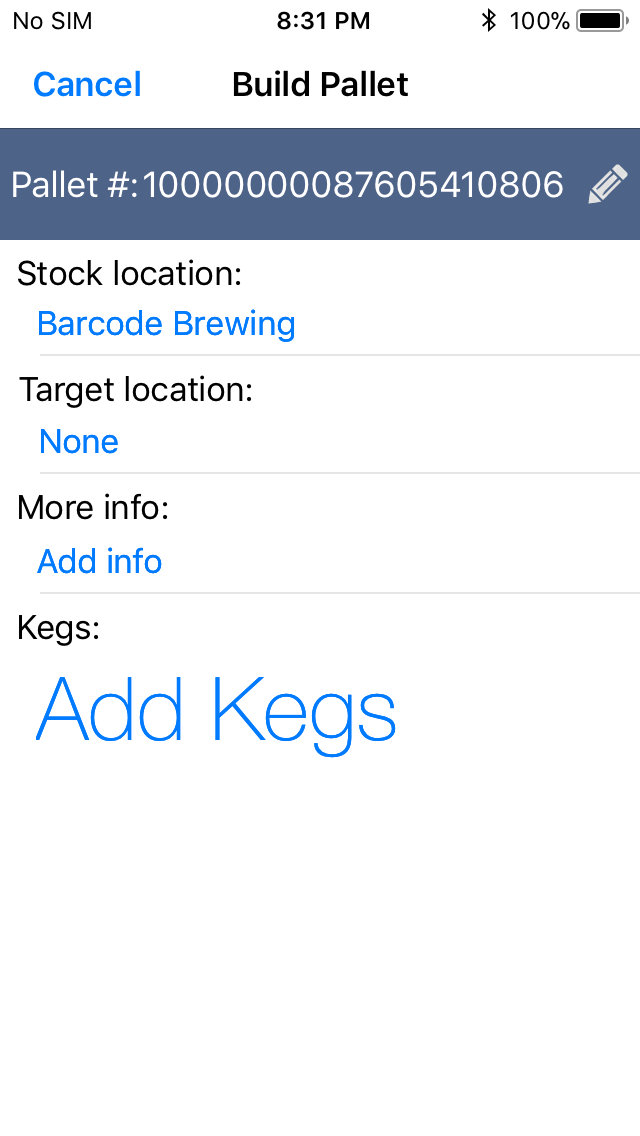 No SIM 8:31 PM 100%
Cancel Build Pallet
Pallet #: 10000000087605410806
Stock location:
Barcode Brewing
Target location:
None
More info:
Add info
Kegs:
Add Kegs